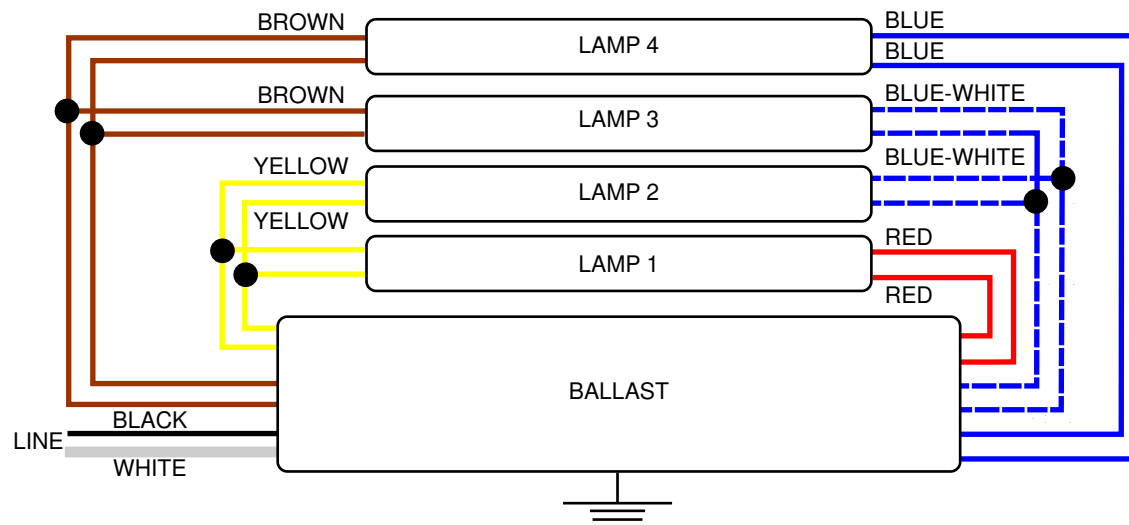 BROWN
LAMP 4
BLUE
BLUE
BROWN
LAMP 3
BLUE-WHITE
YELLOW
LAMP 2
BLUE-WHITE
YELLOW
LAMP 1
RED
RED
BALLAST
BLACK
LINE
WHITE